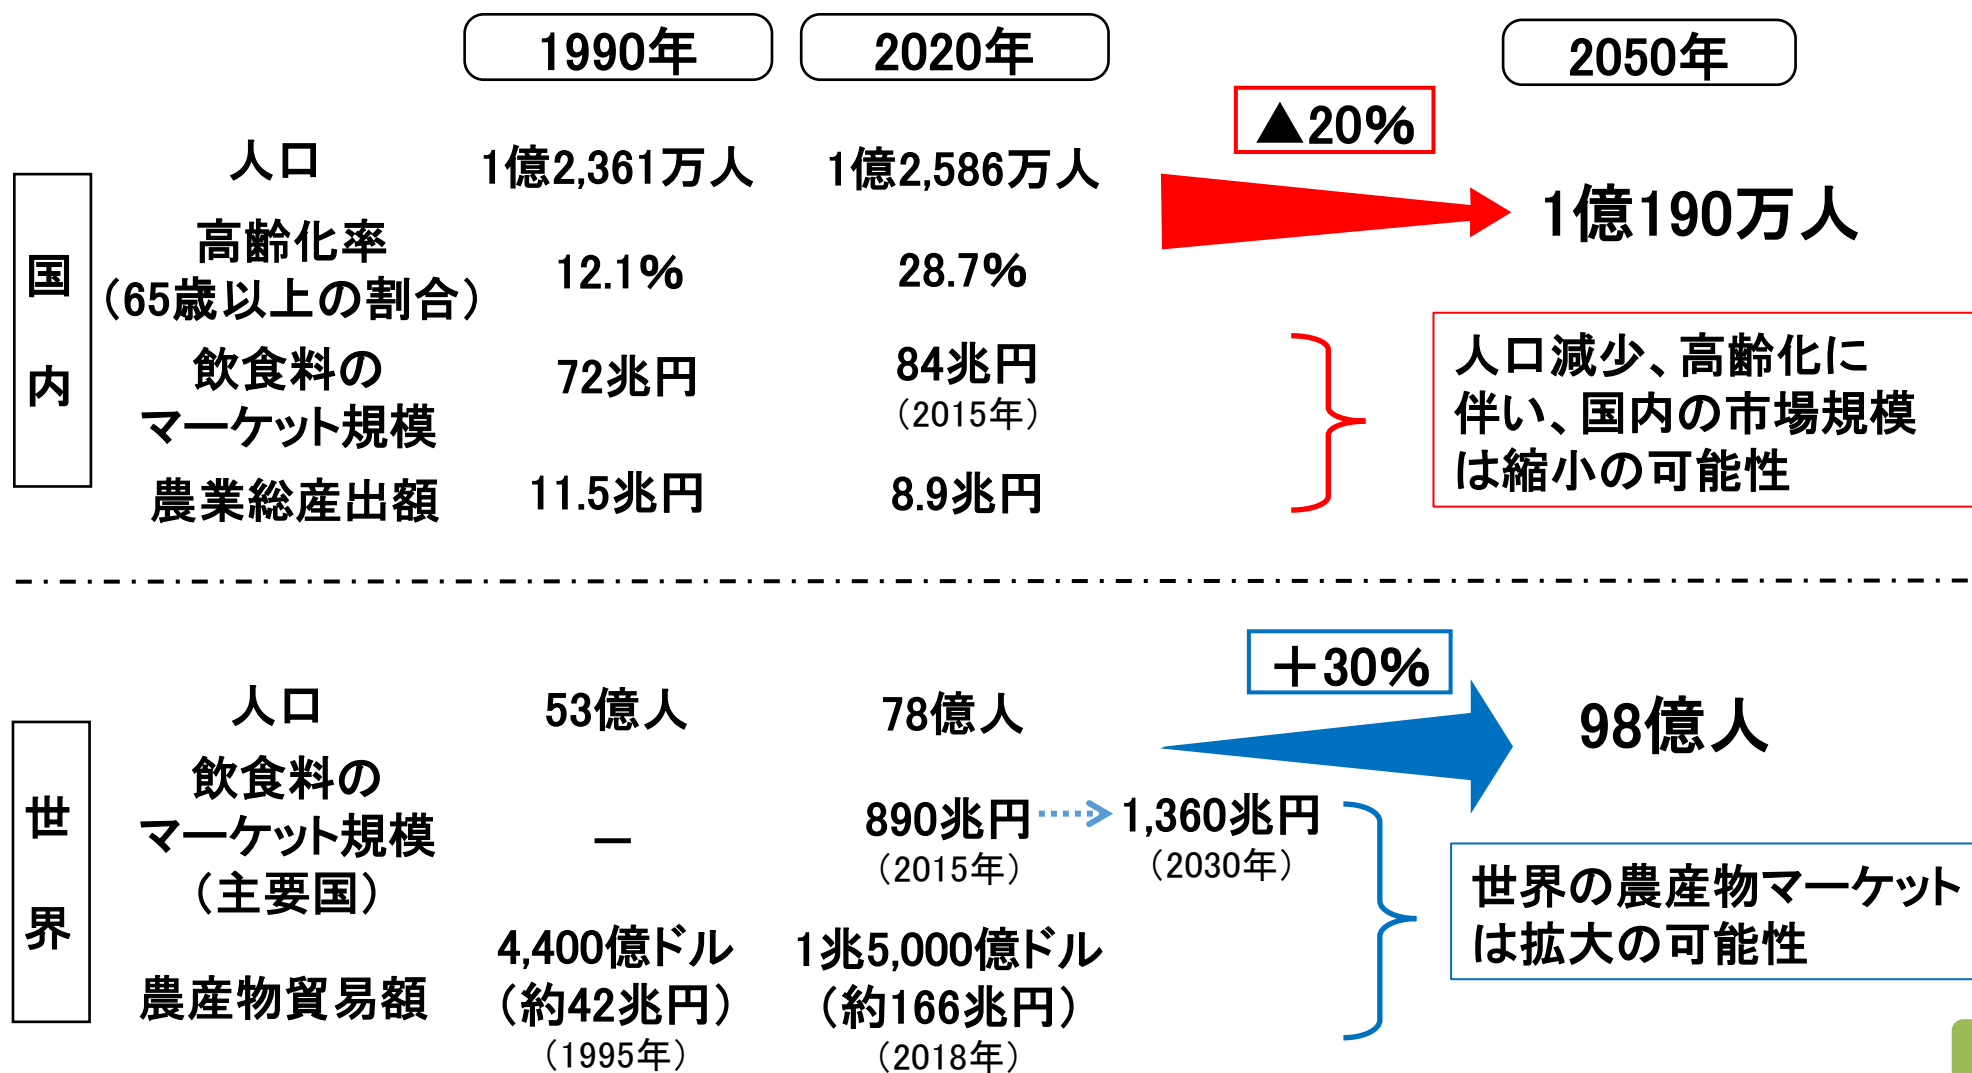 1990年
2020年
2050年
国内
人口
1億2,361万人
1億2,586万人
▲20%
1億190万人
高齢化率
（65歳以上の割合）
12.1%
28.7%
飲食料の
マーケット規模
72兆円
84兆円
（2015年）
農業総産出額
11.5兆円
8.9兆円
人口減少、高齢化に
伴い、国内の市場規模
は縮小の可能性
世界
人口
53億人
78億人
＋30%
98億人
飲食料の
マーケット規模
（主要国）
－
890兆円
（2015年）
1,360兆円
（2030年）
農産物貿易額
4,400億ドル
（約42兆円）
（1995年）
1兆5,000億ドル
（約166兆円）
（2018年）
世界の農産物マーケット
は拡大の可能性